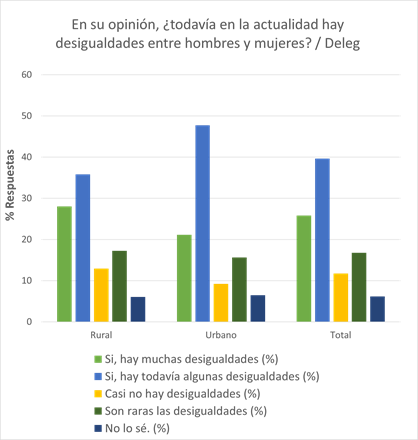 En su opinión, ¿todavía en la actualidad hay
desigualdades entre hombres y mujeres? / Deleg
60
50
40
30
20
10
0
% Respuestas
Rural
Urbano
Total
Si, hay muchas desigualdades (%)
Si, hay todavía algunas desigualdades (%)
Casi no hay desigualdades (%)
Son raras las desigualdades (%)
No lo sé. (%)